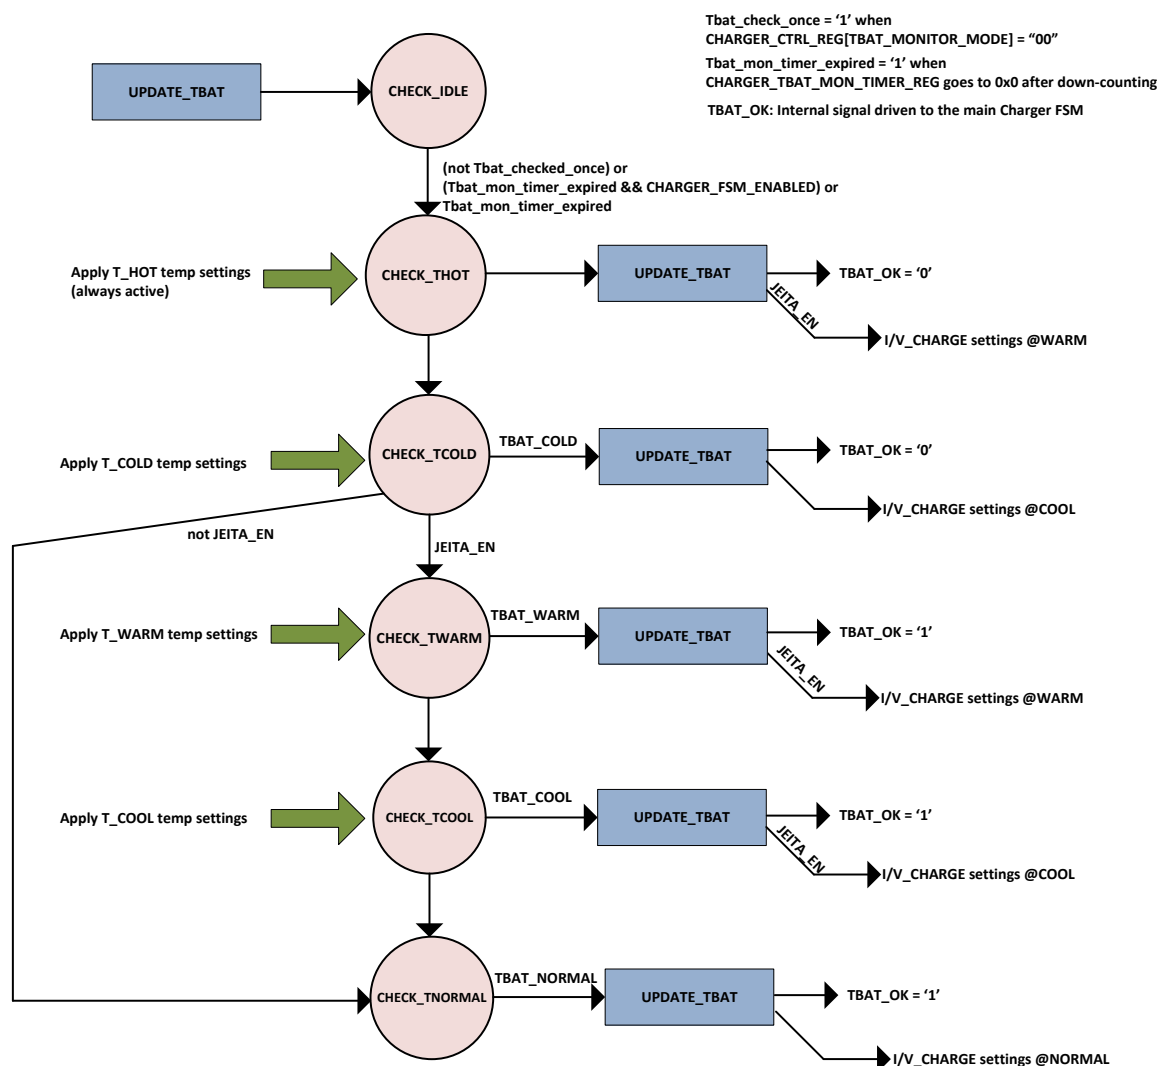 Tbat_check_once = ‘1’ when
CHARGER_CTRL_REG[TBAT_MONITOR_MODE] = “00”
Tbat_mon_timer_expired = ‘1’ when
CHARGER_TBAT_MON_TIMER_REG goes to 0x0 after down-counting
TBAT_OK: Internal signal driven to the main Charger FSM
UPDATE_TBAT
CHECK_IDLE
(not Tbat_checked_once) or
(Tbat_mon_timer_expired && CHARGER_FSM_ENABLED) or
Tbat_mon_timer_expired
Apply T_HOT temp settings
(always active)
CHECK_THOT
UPDATE_TBAT
TBAT_OK = ‘0’
JEITA_EN
I/V_CHARGE settings @WARM
Apply T_COLD temp settings
CHECK_TCOLD
TBAT_COLD
UPDATE_TBAT
TBAT_OK = ‘0’
I/V_CHARGE settings @COOL
not JEITA_EN
JEITA_EN
Apply T_WARM temp settings
CHECK_TWARM
TBAT_WARM
UPDATE_TBAT
TBAT_OK = ‘1’
JEITA_EN
I/V_CHARGE settings @WARM
Apply T_COOL temp settings
CHECK_TCOOL
TBAT_COOL
UPDATE_TBAT
TBAT_OK = ‘1’
JEITA_EN
I/V_CHARGE settings @COOL
CHECK_TNORMAL
TBAT_NORMAL
UPDATE_TBAT
TBAT_OK = ‘1’
I/V_CHARGE settings @NORMAL